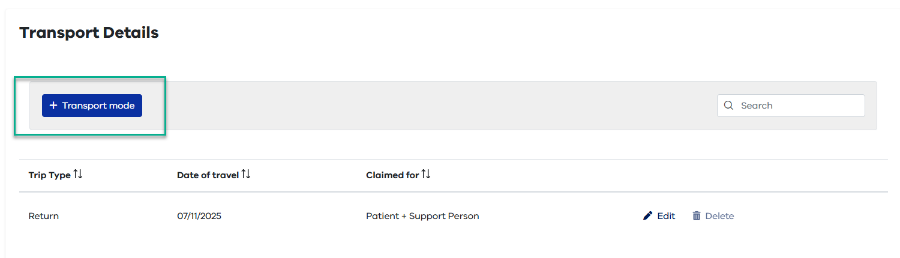 Transport Details
+ Transport mode
Search
Trip Type Date of travel Claimed for
Return 07/11/2025 Patient + Support Person Edit Delete